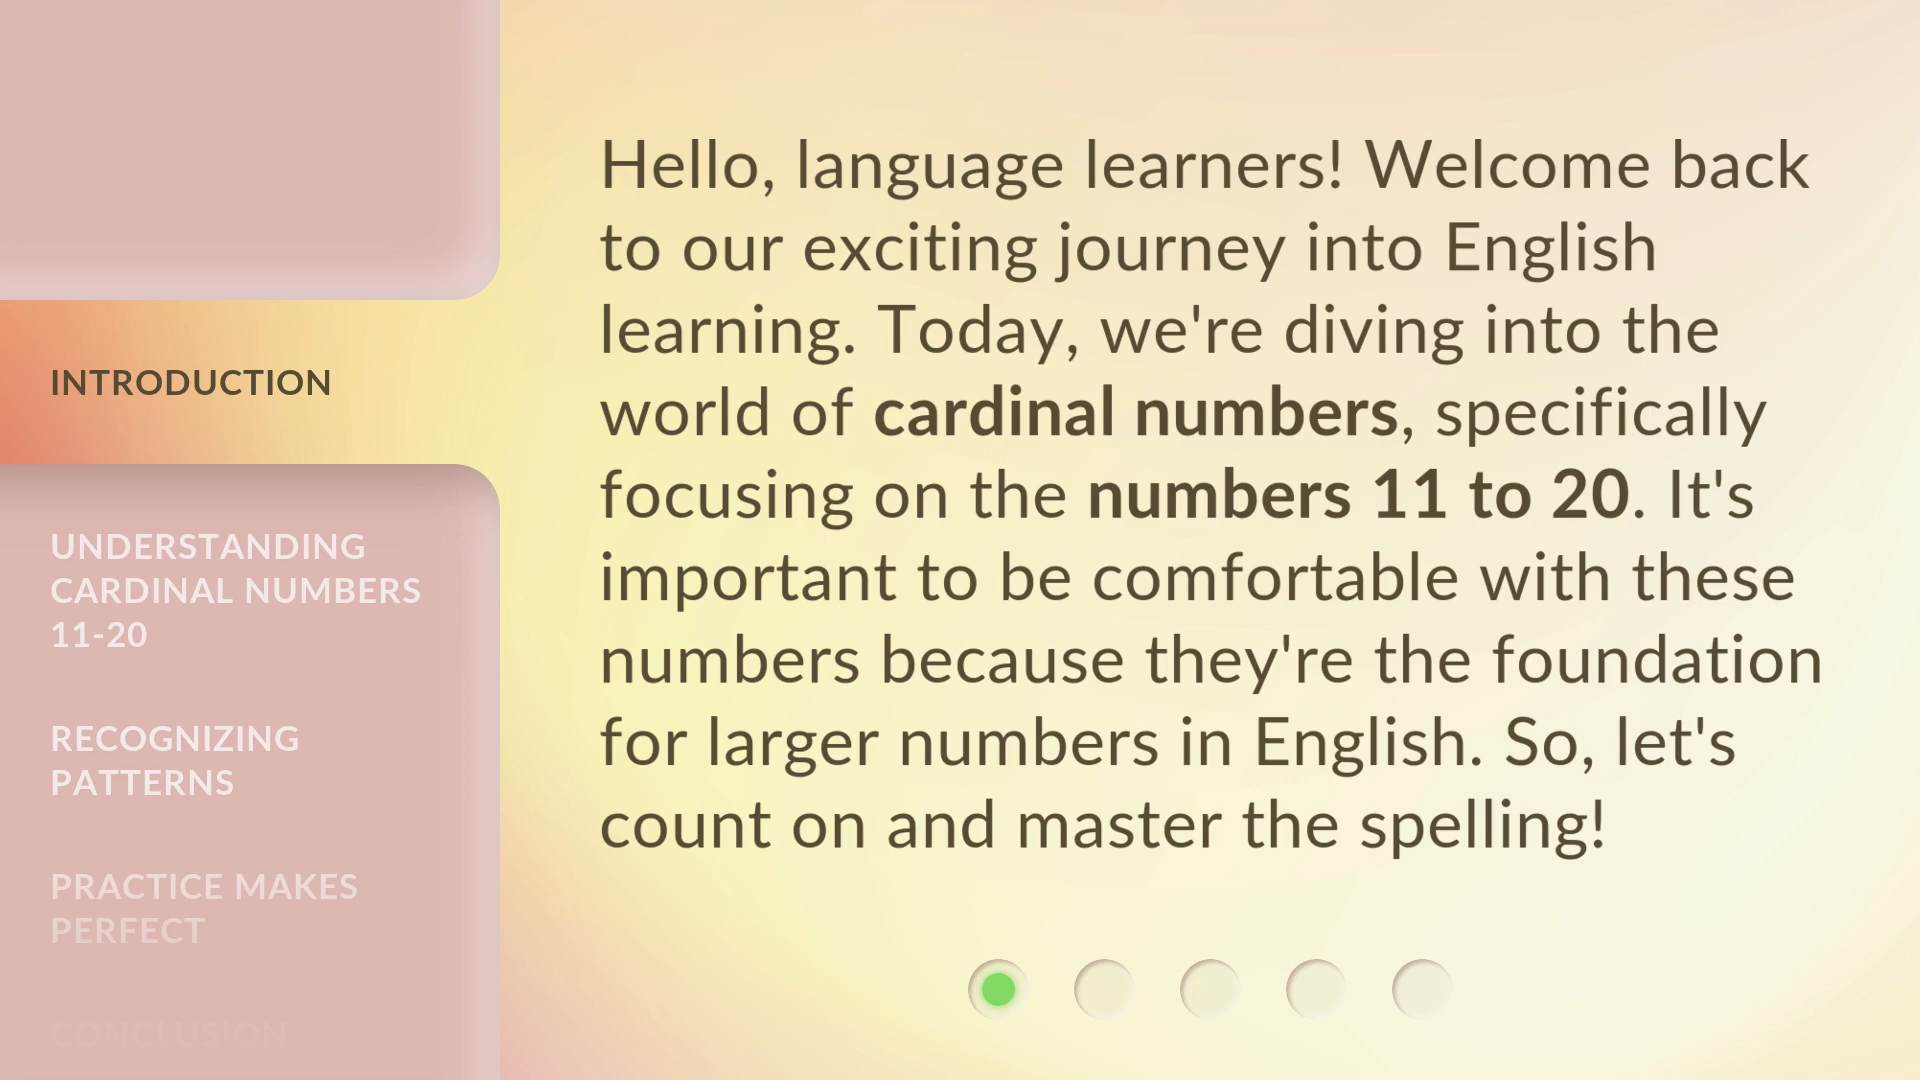 INTRODUCTION
UNDERSTANDING
CARDINAL NUMBERS
11-20
RECOGNIZING
PATTERNS
PRACTICE MAKES
PERFECT
CONCLUSION
Hello, language learners! Welcome back
to our exciting journey into English
learning. Today, we're diving into the
world of cardinal numbers, specifically
focusing on the numbers 11 to 20. It's
important to be comfortable with these
numbers because they're the foundation
for larger numbers in English. So, let's
count on and master the spelling!